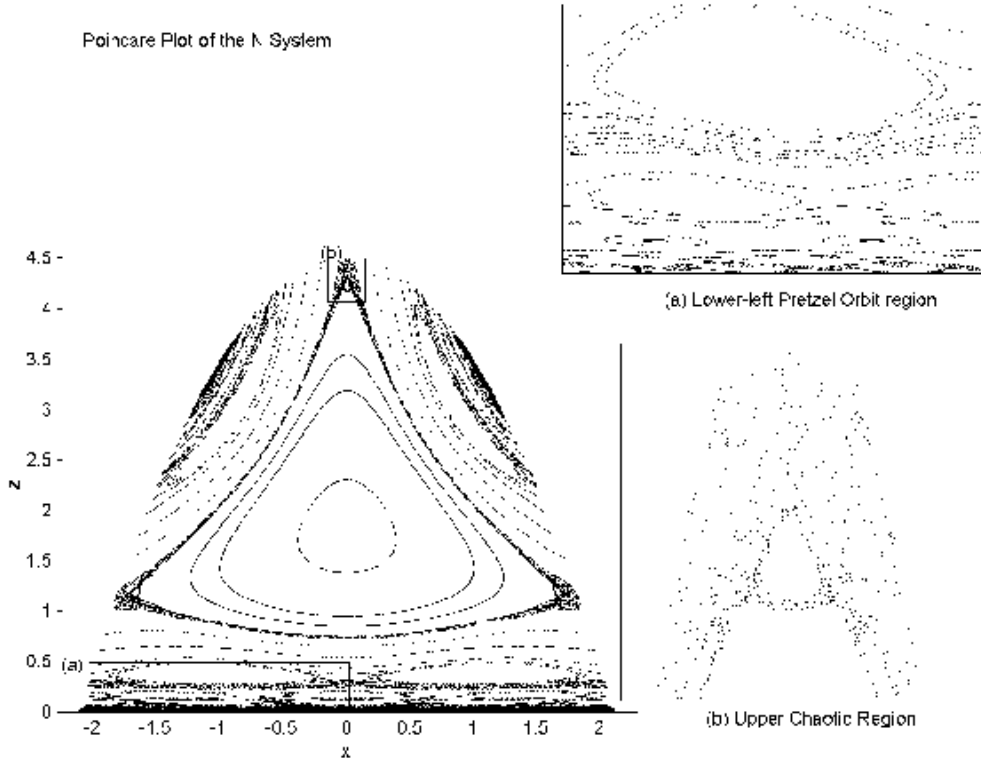 Poincare Plot of the N System
(a) Lower-left Pretzel Orbit region
(b)
4.5
4
3.5
3
2.5
2
1.5
1
0.5
0
z
(a)
-2
-1.5
-1
-0.5
0
0.5
1
1.5
2
x
(b) Upper Chaotic Region